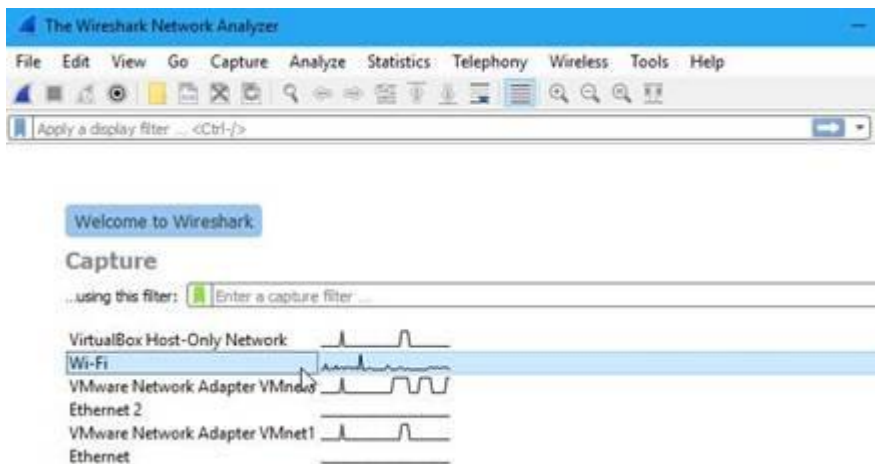 The Wireshark Network Analyzer
File Edit View Go Capture Analyze Statistics Telephony Wireless Tools Help
Apply a display filter ... <Ctrl-/>
Welcome to Wireshark
Capture
...using this filter: Enter a capture filter ...
VirtualBox Host-Only Network
Wi-Fi
VMware Network Adapter
Ethernet 2
VMware Network Adapter VMnet1
Ethernet